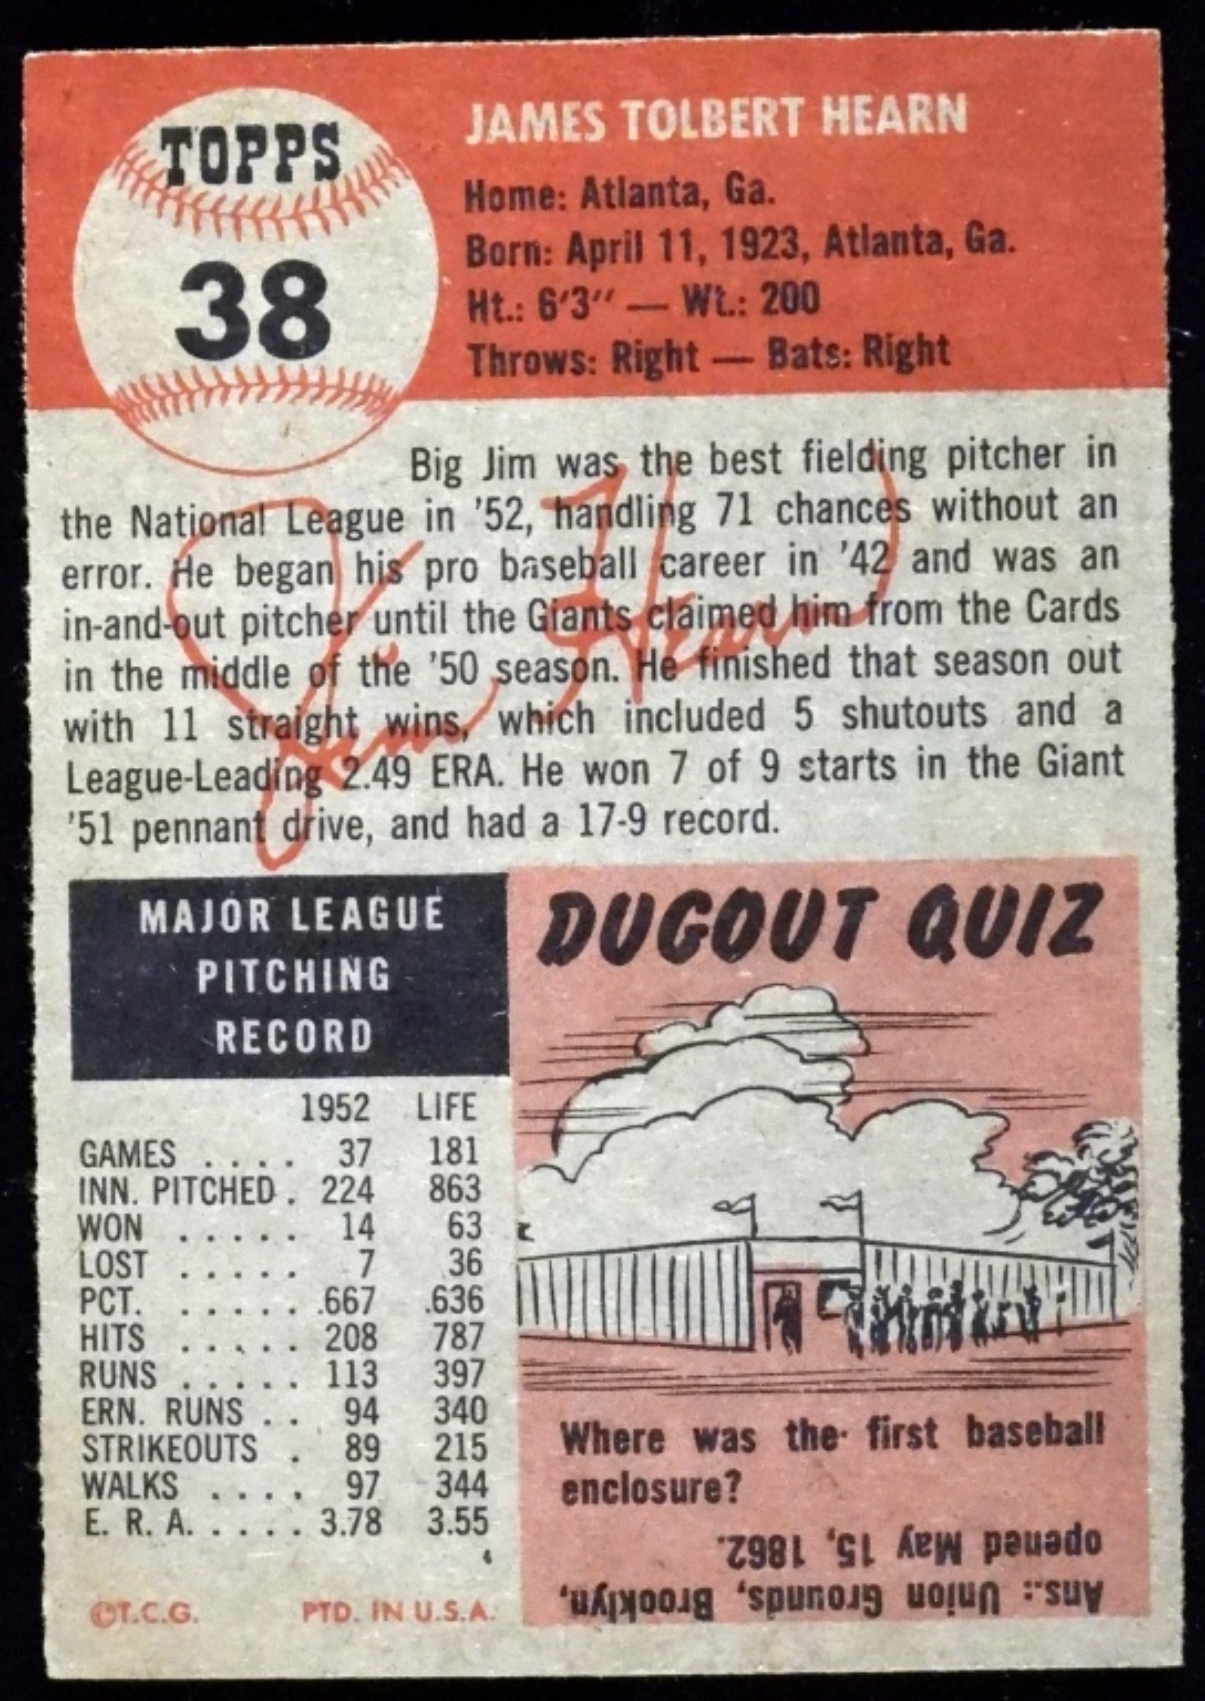 TOPPS
38
JAMES TOLBERT HEARN
Home: Atlanta, Ga.
Born: April 11, 1923, Atlanta, Ga.
Ht.: 6'3" — Wt.: 200
Throws: Right — Bats: Right
Big Jim was the best fielding pitcher in
the National League in '52, handling 71 chances without an
error. He began his pro baseball career in '42 and was an
in-and-out pitcher until the Giants claimed him from the Cards
in the middle of the '50 season. He finished that season out
with 11 straight wins, which included 5 shutouts and a
League-Leading 2.49 ERA. He won 7 of 9 starts in the Giant
'51 pennant drive, and had a 17-9 record.
Jim Hearn
MAJOR LEAGUE
PITCHING
RECORD
1952 LIFE
GAMES . . . . 37 181
INN. PITCHED . 224 863
WON . . . . . 14 63
LOST . . . . . 7 36
PCT. . . . . . .667 .636
HITS . . . . . 208 787
RUNS . . . . . 113 397
ERN. RUNS . . 94 340
STRIKEOUTS . 89 215
WALKS . . . . 97 344
E. R. A. . . . . 3.78 3.55
©T.C.G. PTD. IN U.S.A.
DUGOUT QUIZ
Where was the first baseball
enclosure?
Ans.: Union Grounds, Brooklyn,
opened May 15, 1862.